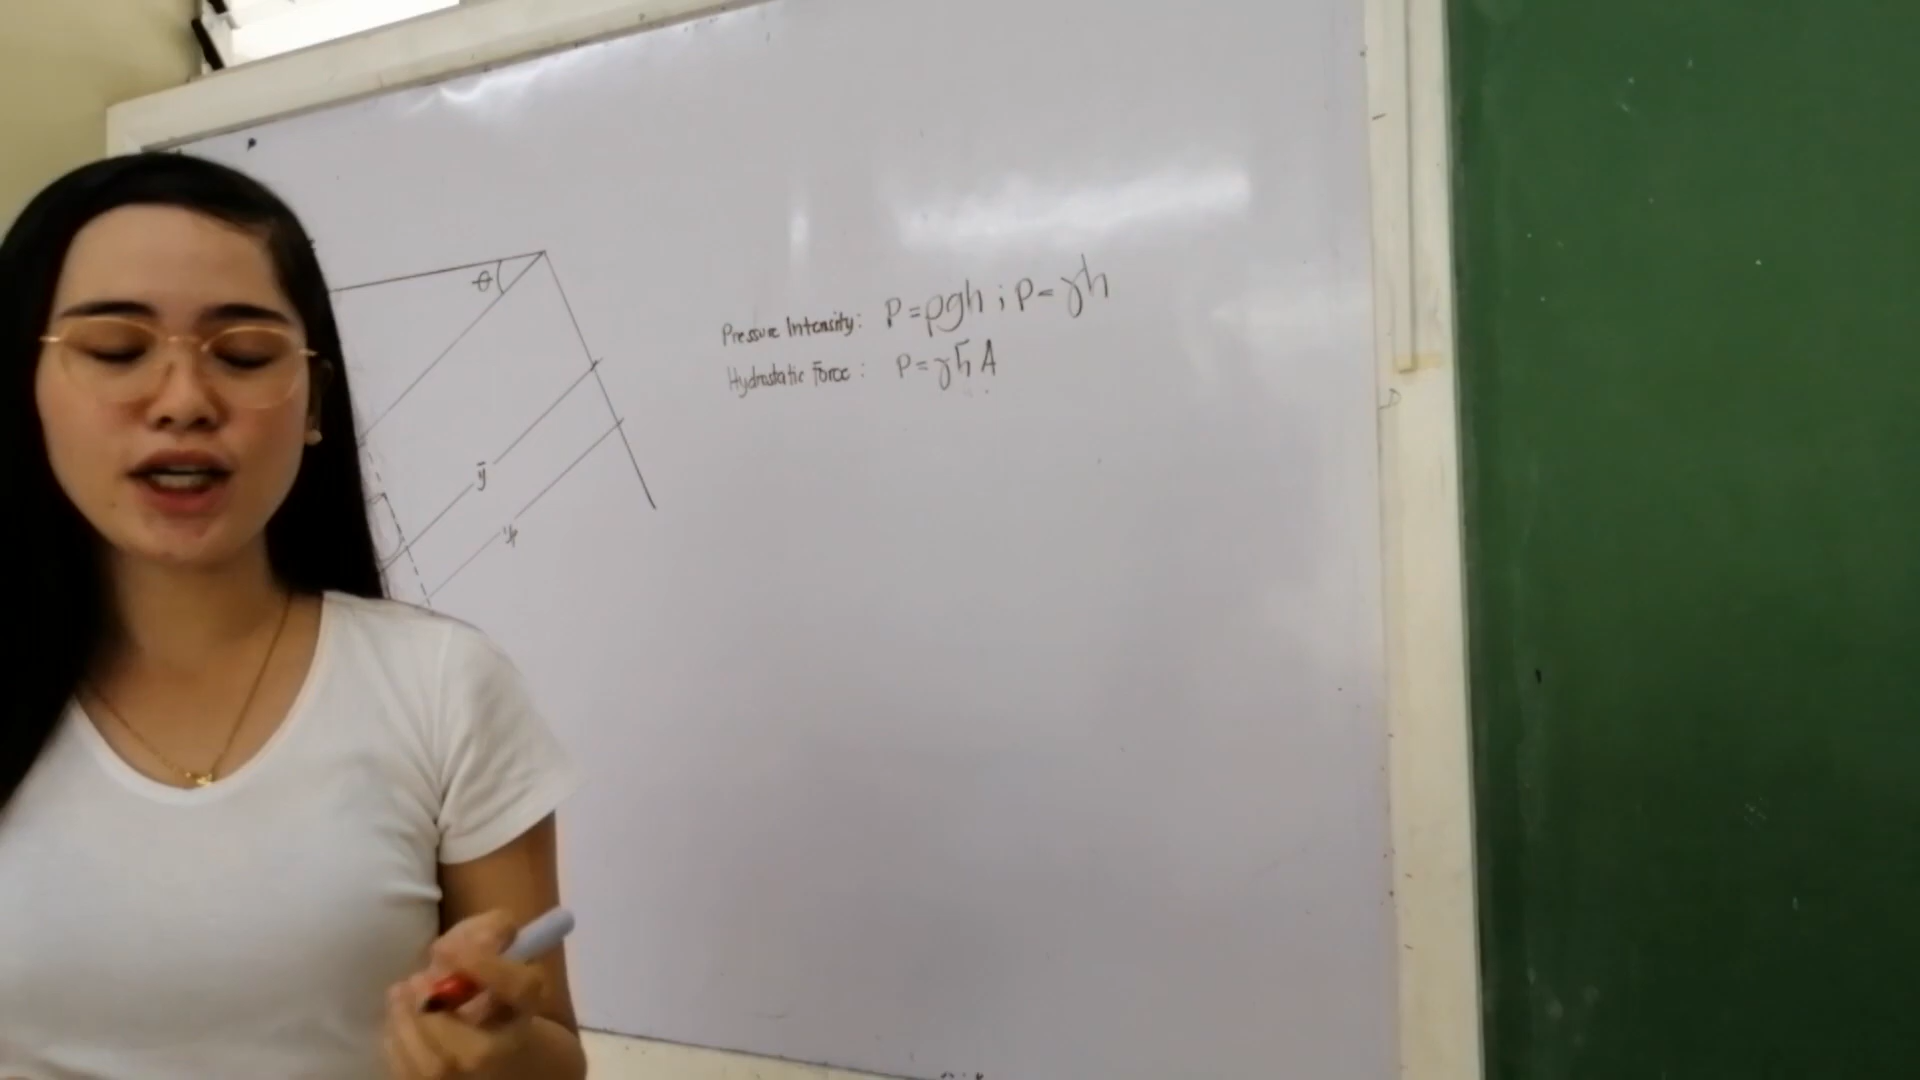 θ
Pressure Intensity: P = ρgh ; P = γh
Hydrostatic Force: P = γh̄A
ȳ
yp